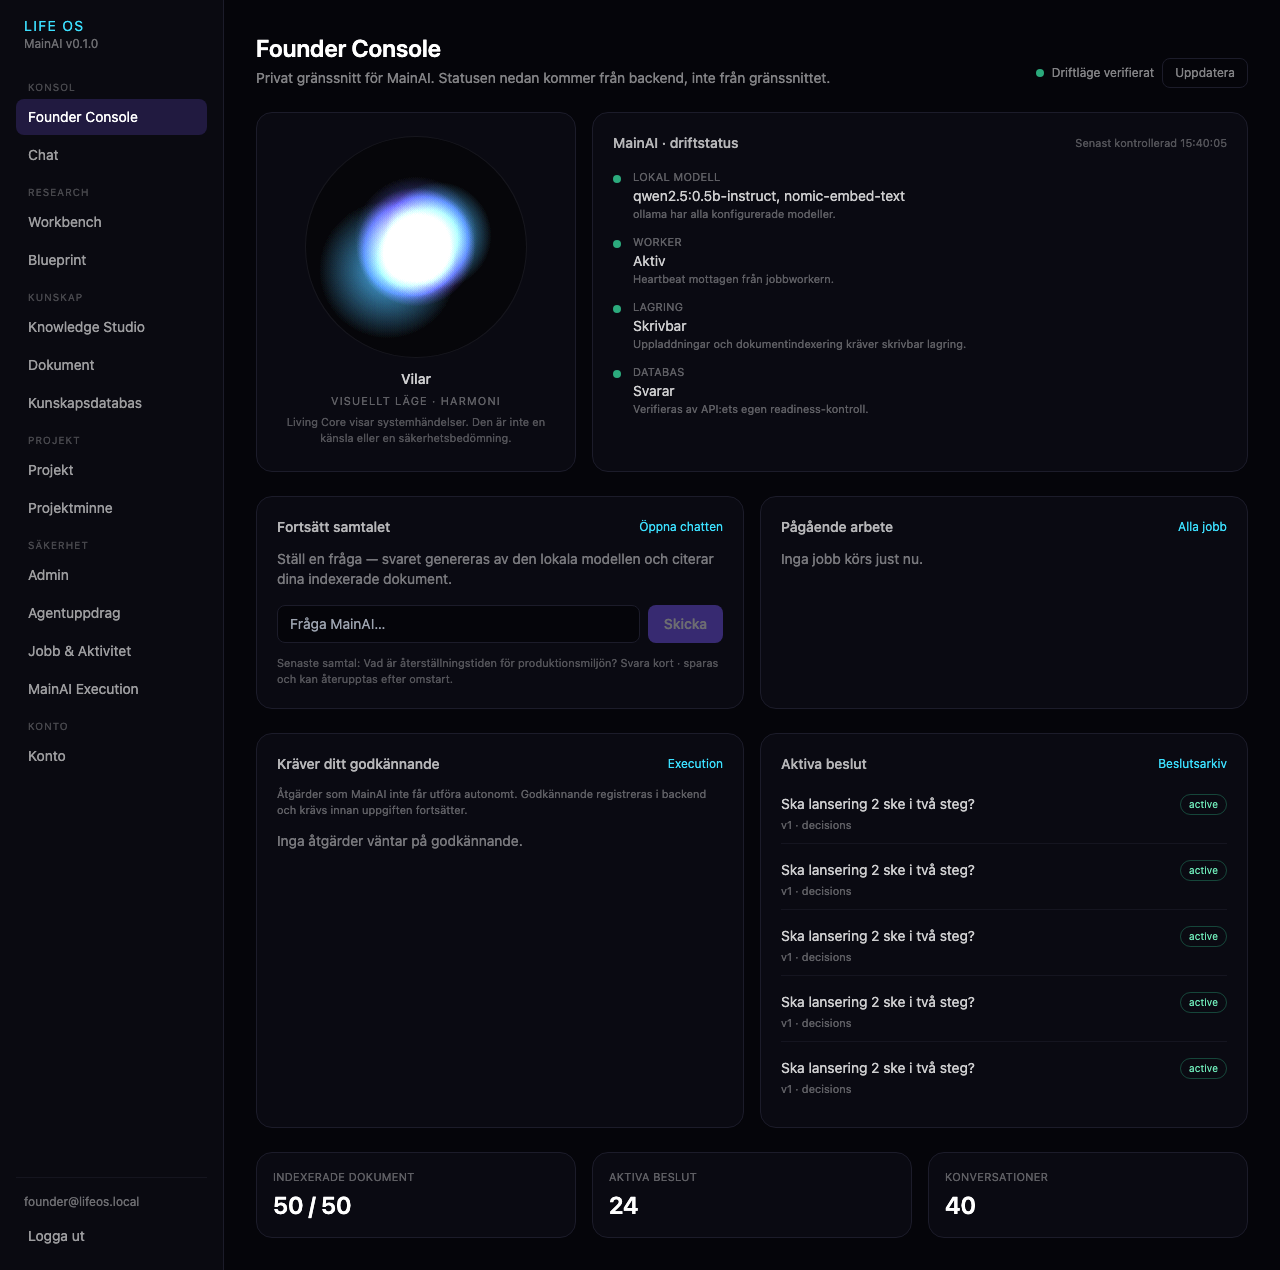 LIFE OS
MainAI v0.1.0
KONSOL
Founder Console
Chat
RESEARCH
Workbench
Blueprint
KUNSKAP
Knowledge Studio
Dokument
Kunskapsdatabas
PROJEKT
Projekt
Projektminne
SÄKERHET
Admin
Agentuppdrag
Jobb & Aktivitet
MainAI Execution
KONTO
Konto
founder@lifeos.local
Logga ut
Founder Console
Privat gränssnitt för MainAI. Statusen nedan kommer från backend, inte från gränssnittet.
Driftläge verifierat
Uppdatera
Vilar
VISUELLT LÄGE · HARMONI
Living Core visar systemhändelser. Den är inte en
känsla eller en säkerhetsbedömning.
MainAI · driftstatus
Senast kontrollerad 15:40:05
LOKAL MODELL
qwen2.5:0.5b-instruct, nomic-embed-text
ollama har alla konfigurerade modeller.
WORKER
Aktiv
Heartbeat mottagen från jobbworkern.
LAGRING
Skrivbar
Uppladdningar och dokumentindexering kräver skrivbar lagring.
DATABAS
Svarar
Verifieras av API:ets egen readiness-kontroll.
Fortsätt samtalet
Öppna chatten
Ställ en fråga — svaret genereras av den lokala modellen och citerar
dina indexerade dokument.
Fråga MainAI...
Skicka
Senaste samtal: Vad är återställningstiden för produktionsmiljön? Svara kort · sparas
och kan återupptas efter omstart.
Pågående arbete
Alla jobb
Inga jobb körs just nu.
Kräver ditt godkännande
Execution
Åtgärder som MainAI inte får utföra autonomt. Godkännande registreras i backend
och krävs innan uppgiften fortsätter.
Inga åtgärder väntar på godkännande.
Aktiva beslut
Beslutsarkiv
Ska lansering 2 ske i två steg?
active
v1 · decisions
Ska lansering 2 ske i två steg?
active
v1 · decisions
Ska lansering 2 ske i två steg?
active
v1 · decisions
Ska lansering 2 ske i två steg?
active
v1 · decisions
Ska lansering 2 ske i två steg?
active
v1 · decisions
INDEXERADE DOKUMENT
50 / 50
AKTIVA BESLUT
24
KONVERSATIONER
40